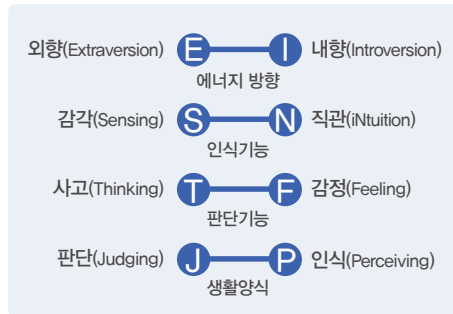 외향(Extraversion) E I 내향(Introversion)
에너지 방향
감각(Sensing) S N 직관(iNtuition)
인식기능
사고(Thinking) T F 감정(Feeling)
판단기능
판단(Judging) J P 인식(Perceiving)
생활양식